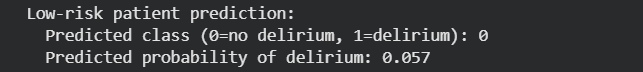 Low-risk patient prediction:
Predicted class (0=no delirium, 1=delirium): 0
Predicted probability of delirium: 0.057